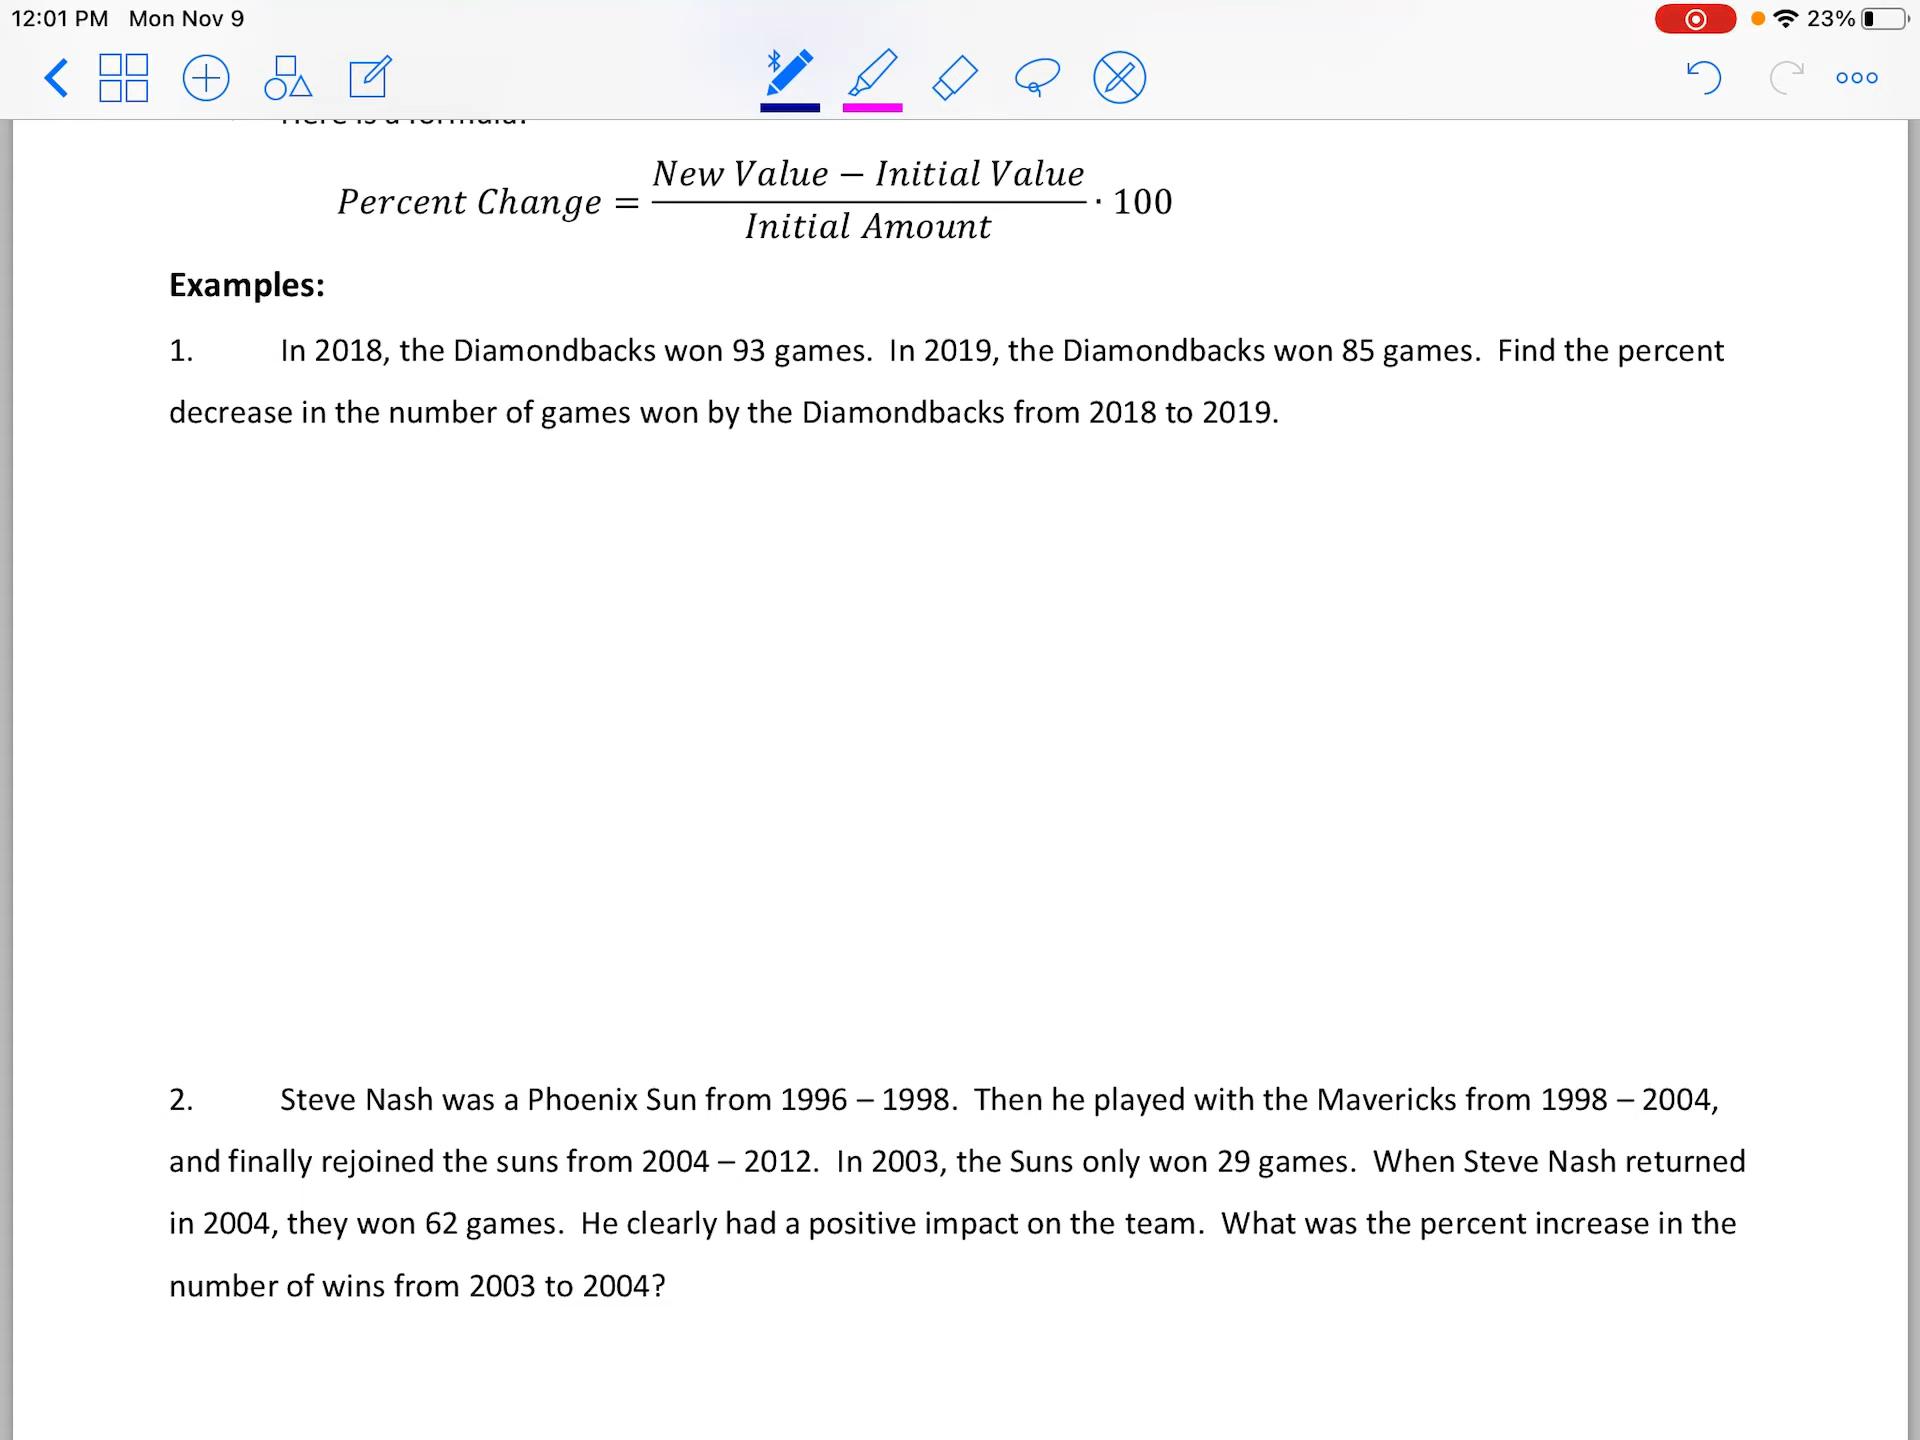 12:01 PM Mon Nov 9
23%
Here is a formula:
Percent Change = New Value − Initial Value / Initial Amount · 100
Examples:
1. In 2018, the Diamondbacks won 93 games. In 2019, the Diamondbacks won 85 games. Find the percent
decrease in the number of games won by the Diamondbacks from 2018 to 2019.
2. Steve Nash was a Phoenix Sun from 1996 – 1998. Then he played with the Mavericks from 1998 – 2004,
and finally rejoined the suns from 2004 – 2012. In 2003, the Suns only won 29 games. When Steve Nash returned
in 2004, they won 62 games. He clearly had a positive impact on the team. What was the percent increase in the
number of wins from 2003 to 2004?